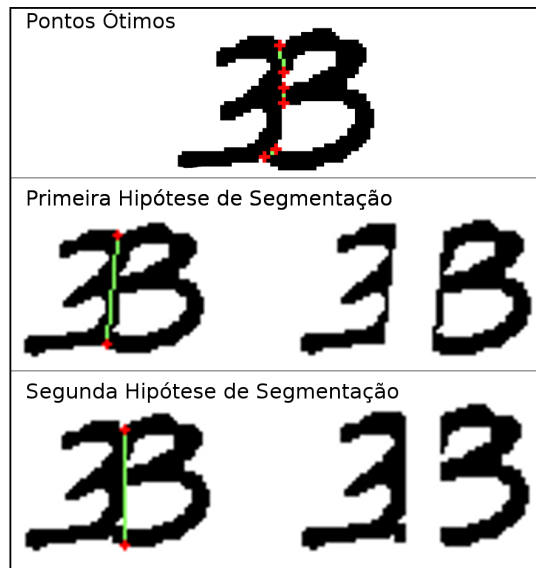 Pontos Ótimos
Primeira Hipótese de Segmentação
Segunda Hipótese de Segmentação